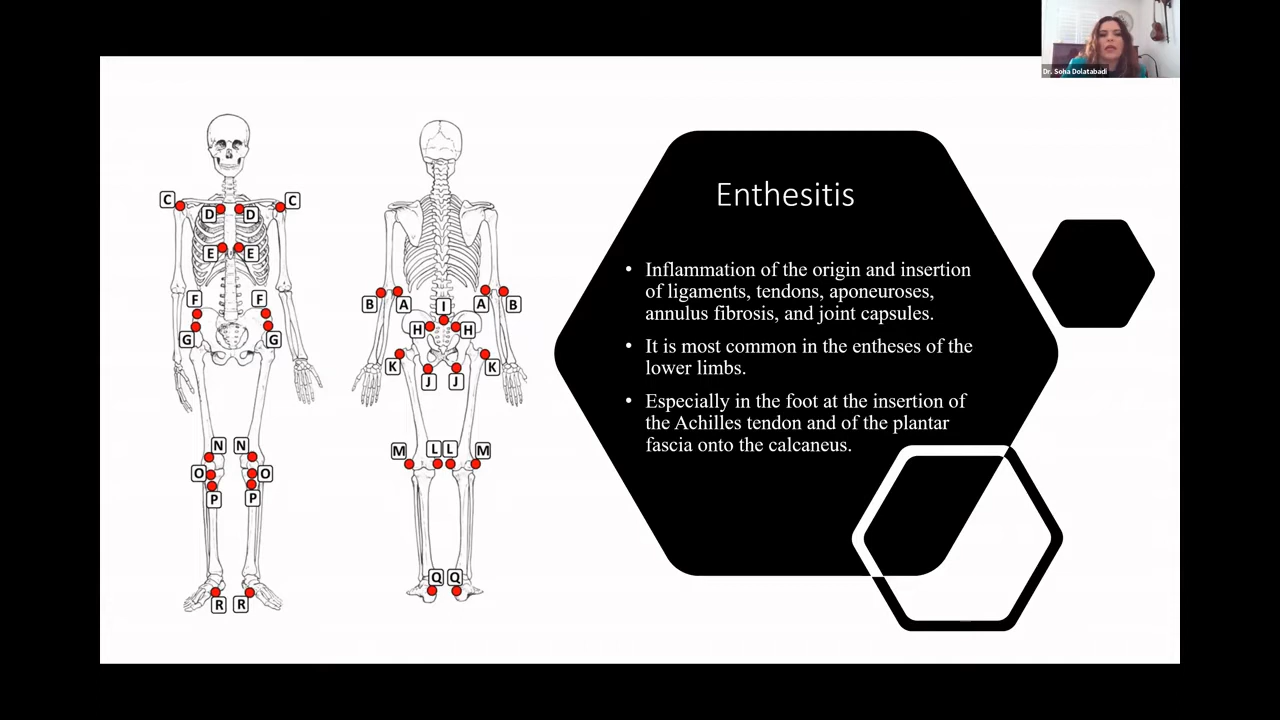 Dr. Soha Dolatabadi
Enthesitis
• Inflammation of the origin and insertion
of ligaments, tendons, aponeuroses,
annulus fibrosis, and joint capsules.
• It is most common in the entheses of the
lower limbs.
• Especially in the foot at the insertion of
the Achilles tendon and of the plantar
fascia onto the calcaneus.
C C
D D
E E
F F
G G
N N
O O
P P
R R
B A I A B
H H
K K
J J
M L L M
Q Q